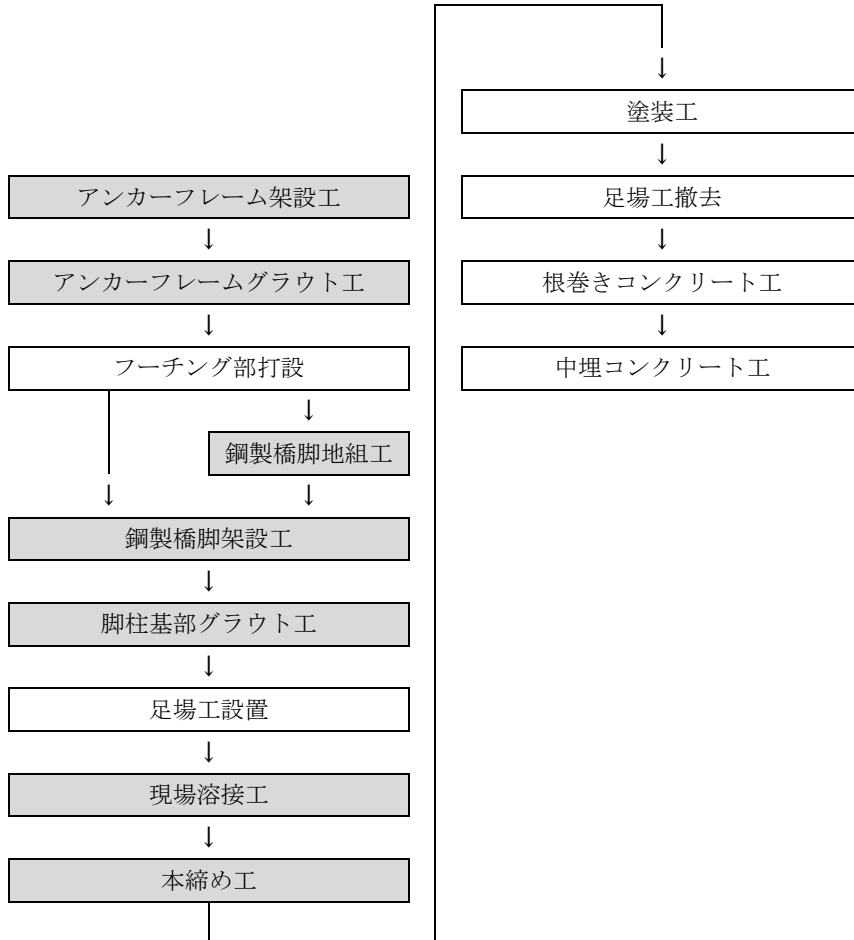 アンカーフレーム架設工
↓
アンカーフレームグラウト工
↓
フーチング部打設
↓
鋼製橋脚地組工
↓ ↓
鋼製橋脚架設工
↓
脚柱基部グラウト工
↓
足場工設置
↓
現場溶接工
↓
本締め工
↓
塗装工
↓
足場工撤去
↓
根巻きコンクリート工
↓
中埋コンクリート工